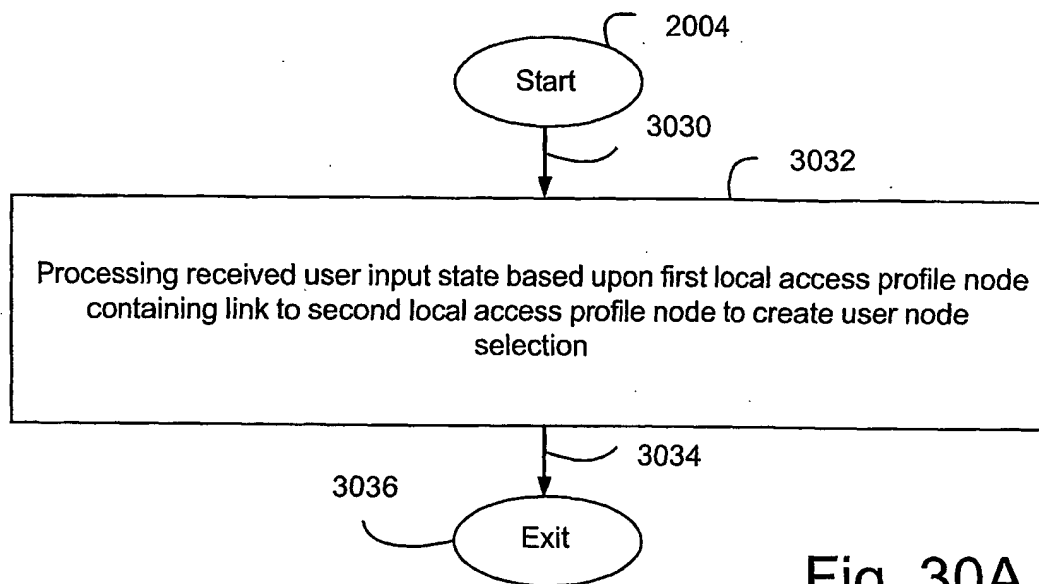 2004
Start
3030
3032
Processing received user input state based upon first local access profile node
containing link to second local access profile node to create user node
selection
3034
3036
Exit
Fig. 30A